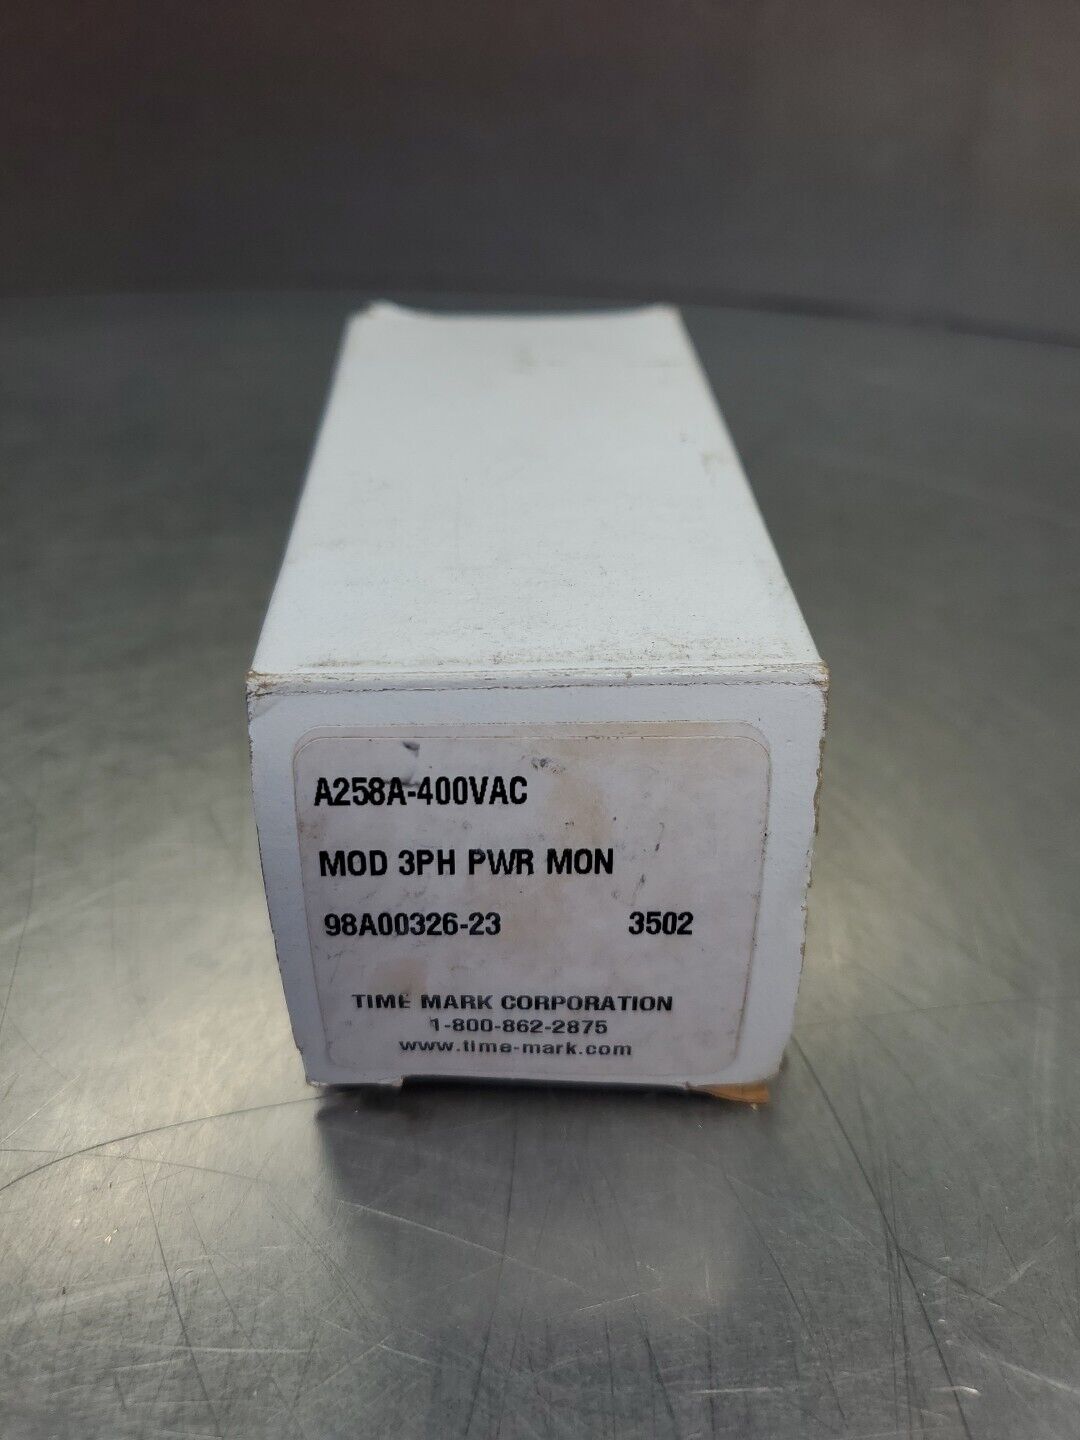 A258A-400VAC
MOD 3PH PWR MON
98A00326-23 3502
TIME MARK CORPORATION
1-800-862-2875
www.time-mark.com